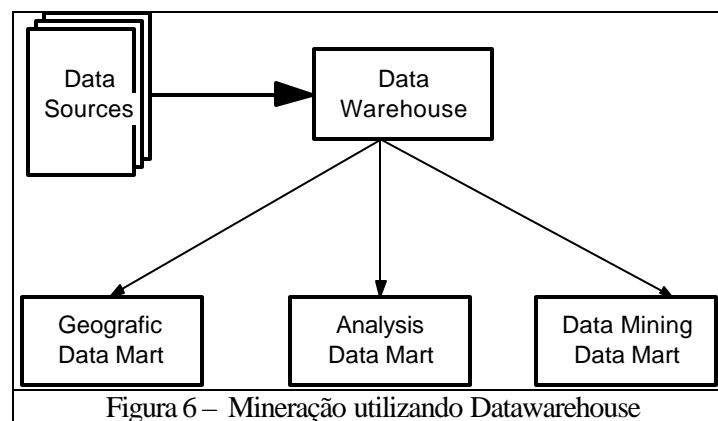 Data
Sources
Data
Warehouse
Geografic
Data Mart
Analysis
Data Mart
Data Mining
Data Mart
Figura 6 – Mineração utilizando Datawarehouse